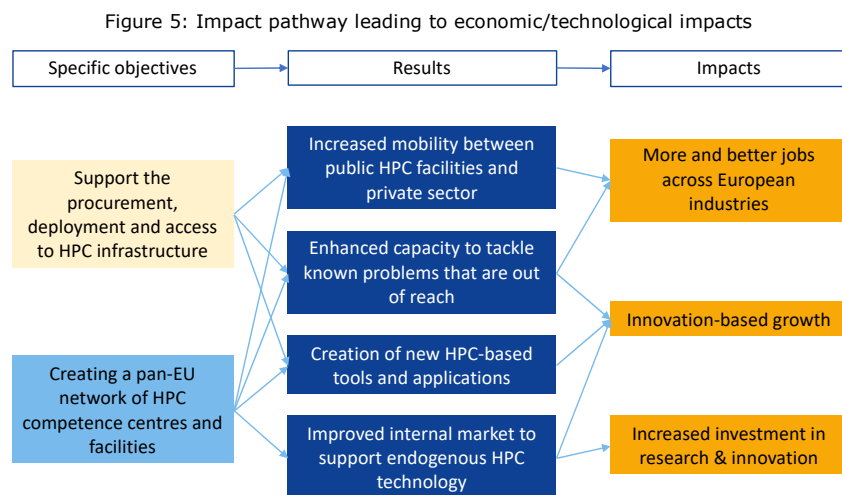 Figure 5: Impact pathway leading to economic/technological impacts
Specific objectives
Results
Impacts
Support the
procurement,
deployment and access
to HPC infrastructure
Creating a pan-EU
network of HPC
competence centres and
facilities
Increased mobility between
public HPC facilities and
private sector
Enhanced capacity to tackle
known problems that are out
of reach
Creation of new HPC-based
tools and applications
Improved internal market to
support endogenous HPC
technology
More and better jobs
across European
industries
Innovation-based growth
Increased investment in
research & innovation